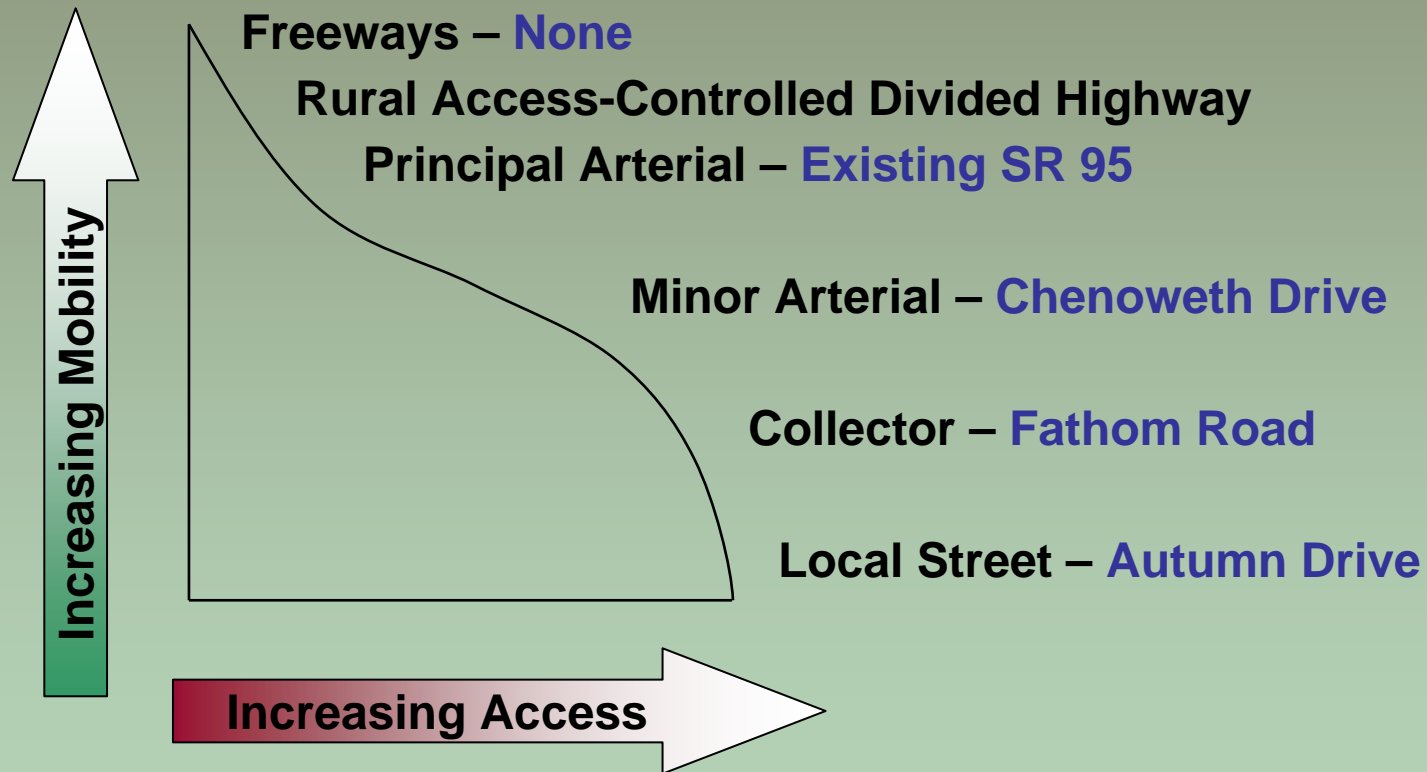 Freeways – None
Rural Access-Controlled Divided Highway
Principal Arterial – Existing SR 95
Increasing Mobility
Minor Arterial – Chenoweth Drive
Collector – Fathom Road
Local Street – Autumn Drive
Increasing Access